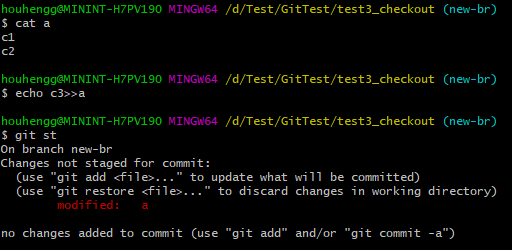 houhengg@MININT-H7PV190 MINGW64 /d/Test/GitTest/test3_checkout (new-br)
$ cat a
c1
c2
houhengg@MININT-H7PV190 MINGW64 /d/Test/GitTest/test3_checkout (new-br)
$ echo c3>>a
houhengg@MININT-H7PV190 MINGW64 /d/Test/GitTest/test3_checkout (new-br)
$ git st
On branch new-br
Changes not staged for commit:
  (use "git add <file>..." to update what will be committed)
  (use "git restore <file>..." to discard changes in working directory)
        modified:   a
no changes added to commit (use "git add" and/or "git commit -a")